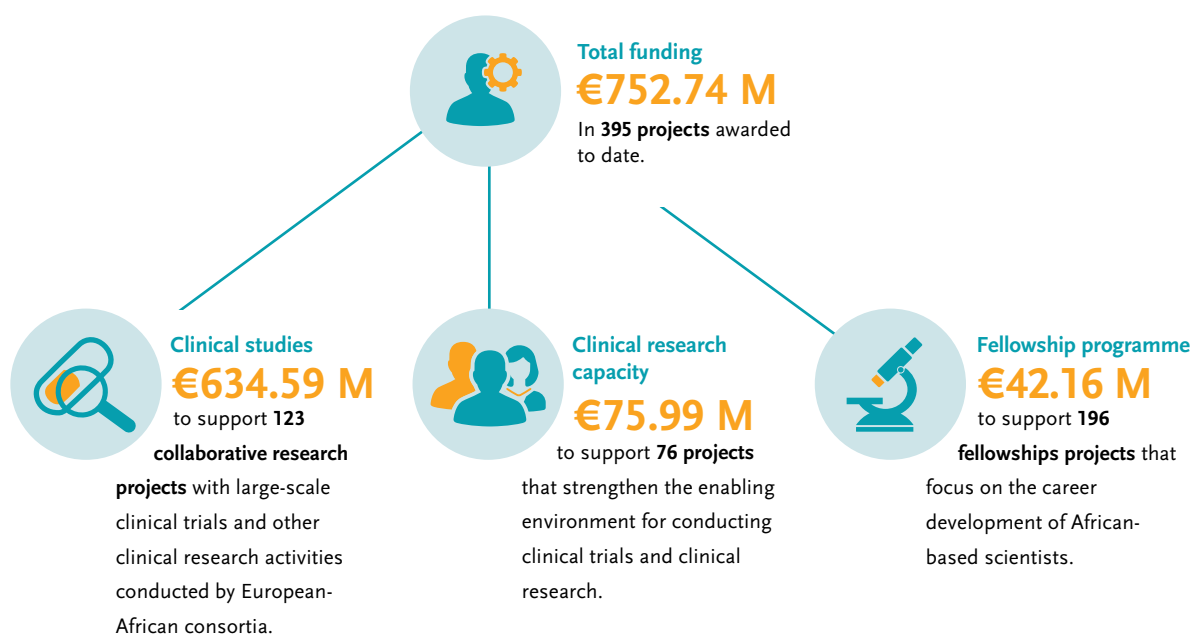 Total funding
€752.74 M
In 395 projects awarded
to date.
Clinical studies
€634.59 M
to support 123
collaborative research
projects with large-scale
clinical trials and other
clinical research activities
conducted by European-
African consortia.
Clinical research
capacity
€75.99 M
to support 76 projects
that strengthen the enabling
environment for conducting
clinical trials and clinical
research.
Fellowship programme
€42.16 M
to support 196
fellowships projects that
focus on the career
development of African-
based scientists.